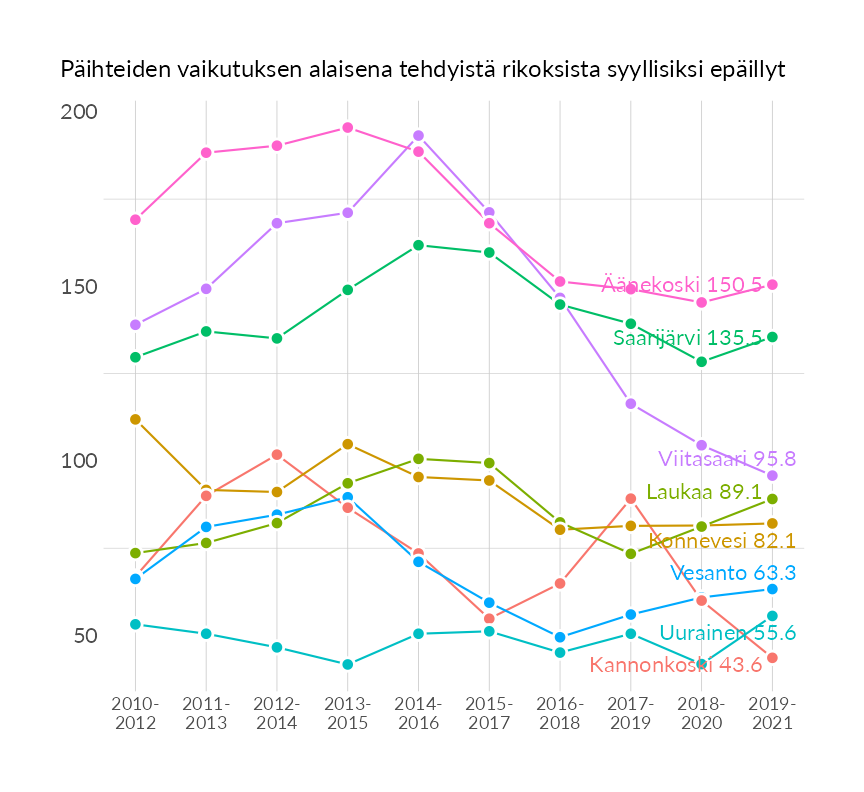 Päihteiden vaikutuksen alaisena tehdyistä rikoksista syyllisiksi epäillyt
200
150
100
50
Äänekoski 150.5
Saarijärvi 135.5
Viitasaari 95.8
Laukaa 89.1
Konnevesi 82.1
Vesanto 63.3
Uurainen 55.6
Kannonkoski 43.6
2010- 2011- 2012- 2013- 2014- 2015- 2016- 2017- 2018- 2019-
2012 2013 2014 2015 2016 2017 2018 2019 2020 2021